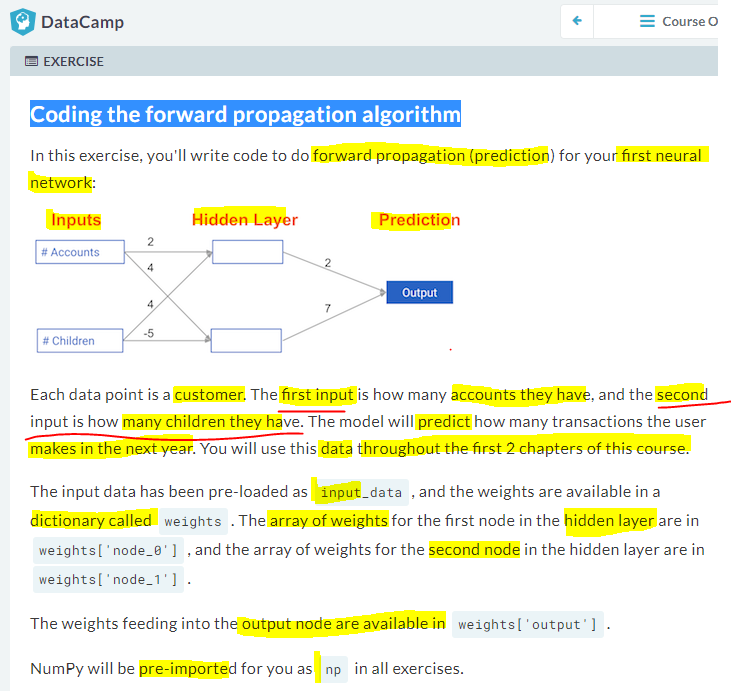 DataCamp
Course O
EXERCISE
Coding the forward propagation algorithm
In this exercise, you'll write code to do forward propagation (prediction) for your first neural
network:
Inputs Hidden Layer Prediction
# Accounts 2 2
4
Output
4 7
# Children -5
Each data point is a customer. The first input is how many accounts they have, and the second
input is how many children they have. The model will predict how many transactions the user
makes in the next year. You will use this data throughout the first 2 chapters of this course.
The input data has been pre-loaded as input_data , and the weights are available in a
dictionary called weights . The array of weights for the first node in the hidden layer are in
weights['node_0'] , and the array of weights for the second node in the hidden layer are in
weights['node_1'] .
The weights feeding into the output node are available in weights['output'] .
NumPy will be pre-imported for you as np in all exercises.